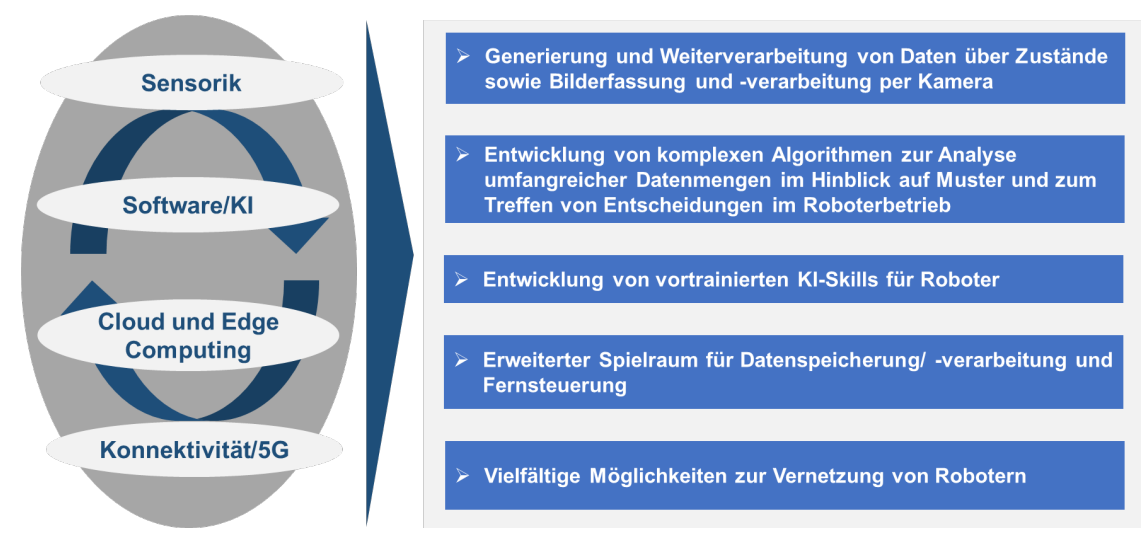 Sensorik
Software/KI
Cloud und Edge
Computing
Konnektivität/5G
➢ Generierung und Weiterverarbeitung von Daten über Zustände
sowie Bilderfassung und -verarbeitung per Kamera
➢ Entwicklung von komplexen Algorithmen zur Analyse
umfangreicher Datenmengen im Hinblick auf Muster und zum
Treffen von Entscheidungen im Roboterbetrieb
➢ Entwicklung von vortrainierten KI-Skills für Roboter
➢ Erweiterter Spielraum für Datenspeicherung/ -verarbeitung und
Fernsteuerung
➢ Vielfältige Möglichkeiten zur Vernetzung von Robotern